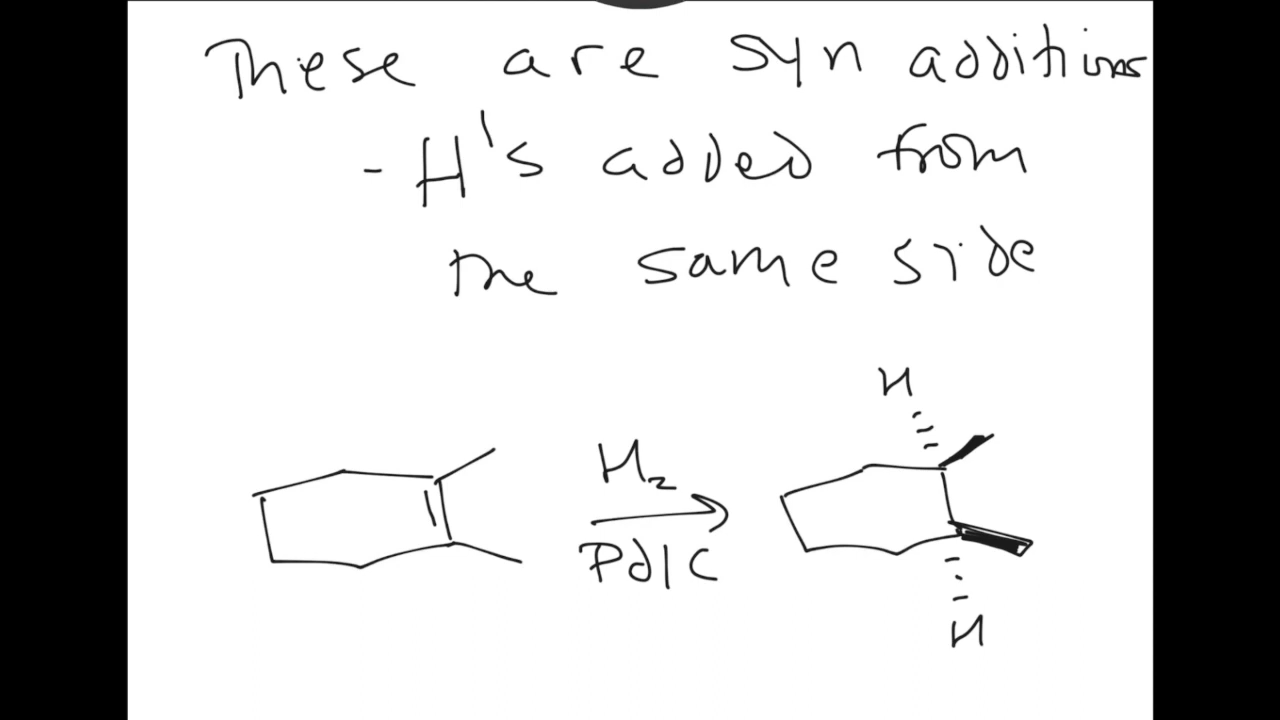 These are syn additions
- H's added from
the same side
H
H₂
Pd/C
H